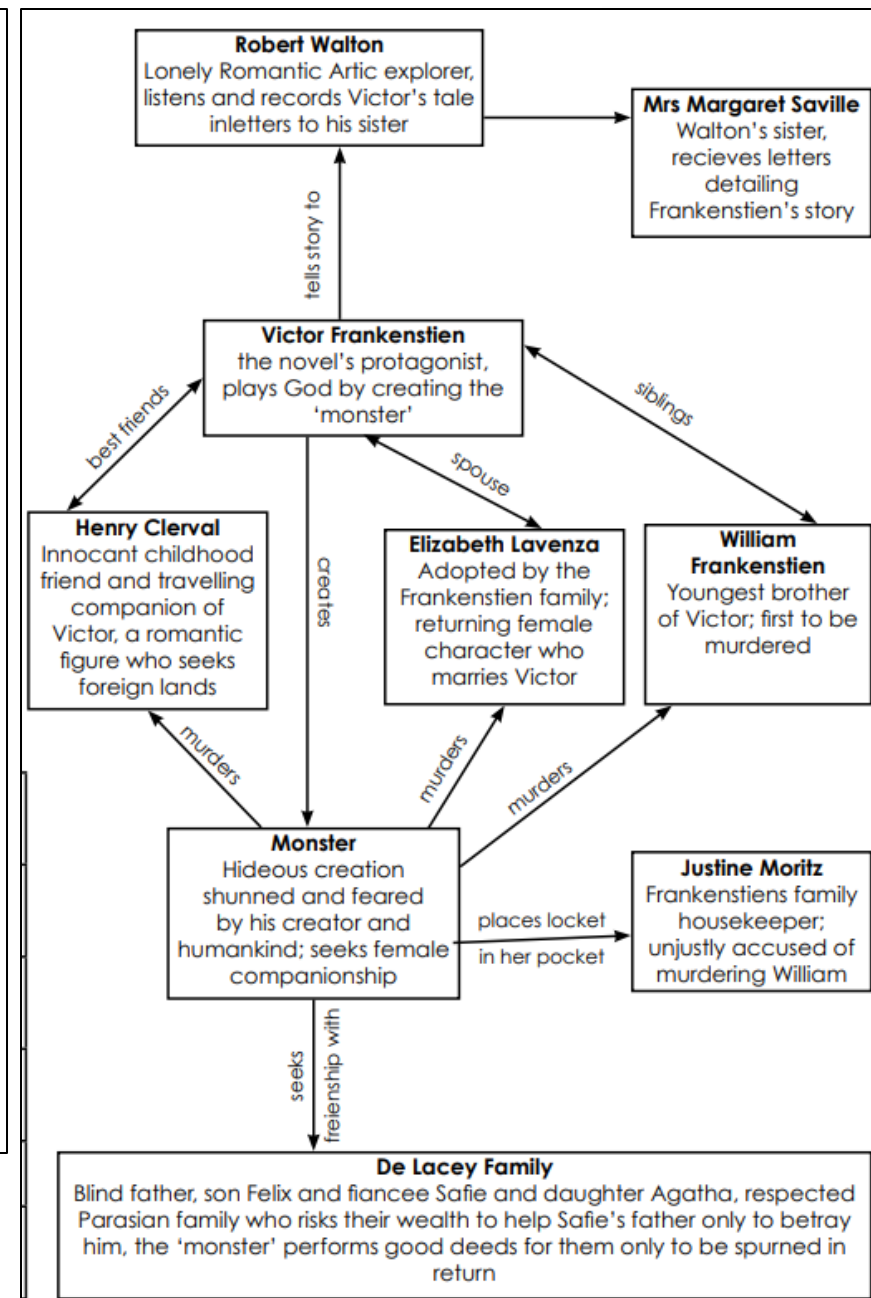 Robert Walton
Lonely Romantic Artic explorer,
listens and records Victor's tale
inletters to his sister
Mrs Margaret Saville
Walton's sister,
recieves letters
detailing
Frankenstien's story
tells story to
Victor Frankenstien
the novel's protagonist,
plays God by creating the
'monster'
best friends
spouse
siblings
Henry Clerval
Innocant childhood
friend and travelling
companion of
Victor, a romantic
figure who seeks
foreign lands
creates
Elizabeth Lavenza
Adopted by the
Frankenstien family;
returning female
character who
marries Victor
William
Frankenstien
Youngest brother
of Victor; first to be
murdered
murders
murders
murders
Monster
Hideous creation
shunned and feared
by his creator and
humankind; seeks female
companionship
places locket
in her pocket
Justine Moritz
Frankenstiens family
housekeeper;
unjustly accused of
murdering William
seeks
freienship with
De Lacey Family
Blind father, son Felix and fiancee Safie and daughter Agatha, respected
Parasian family who risks their wealth to help Safie's father only to betray
him, the 'monster' performs good deeds for them only to be spurned in
return